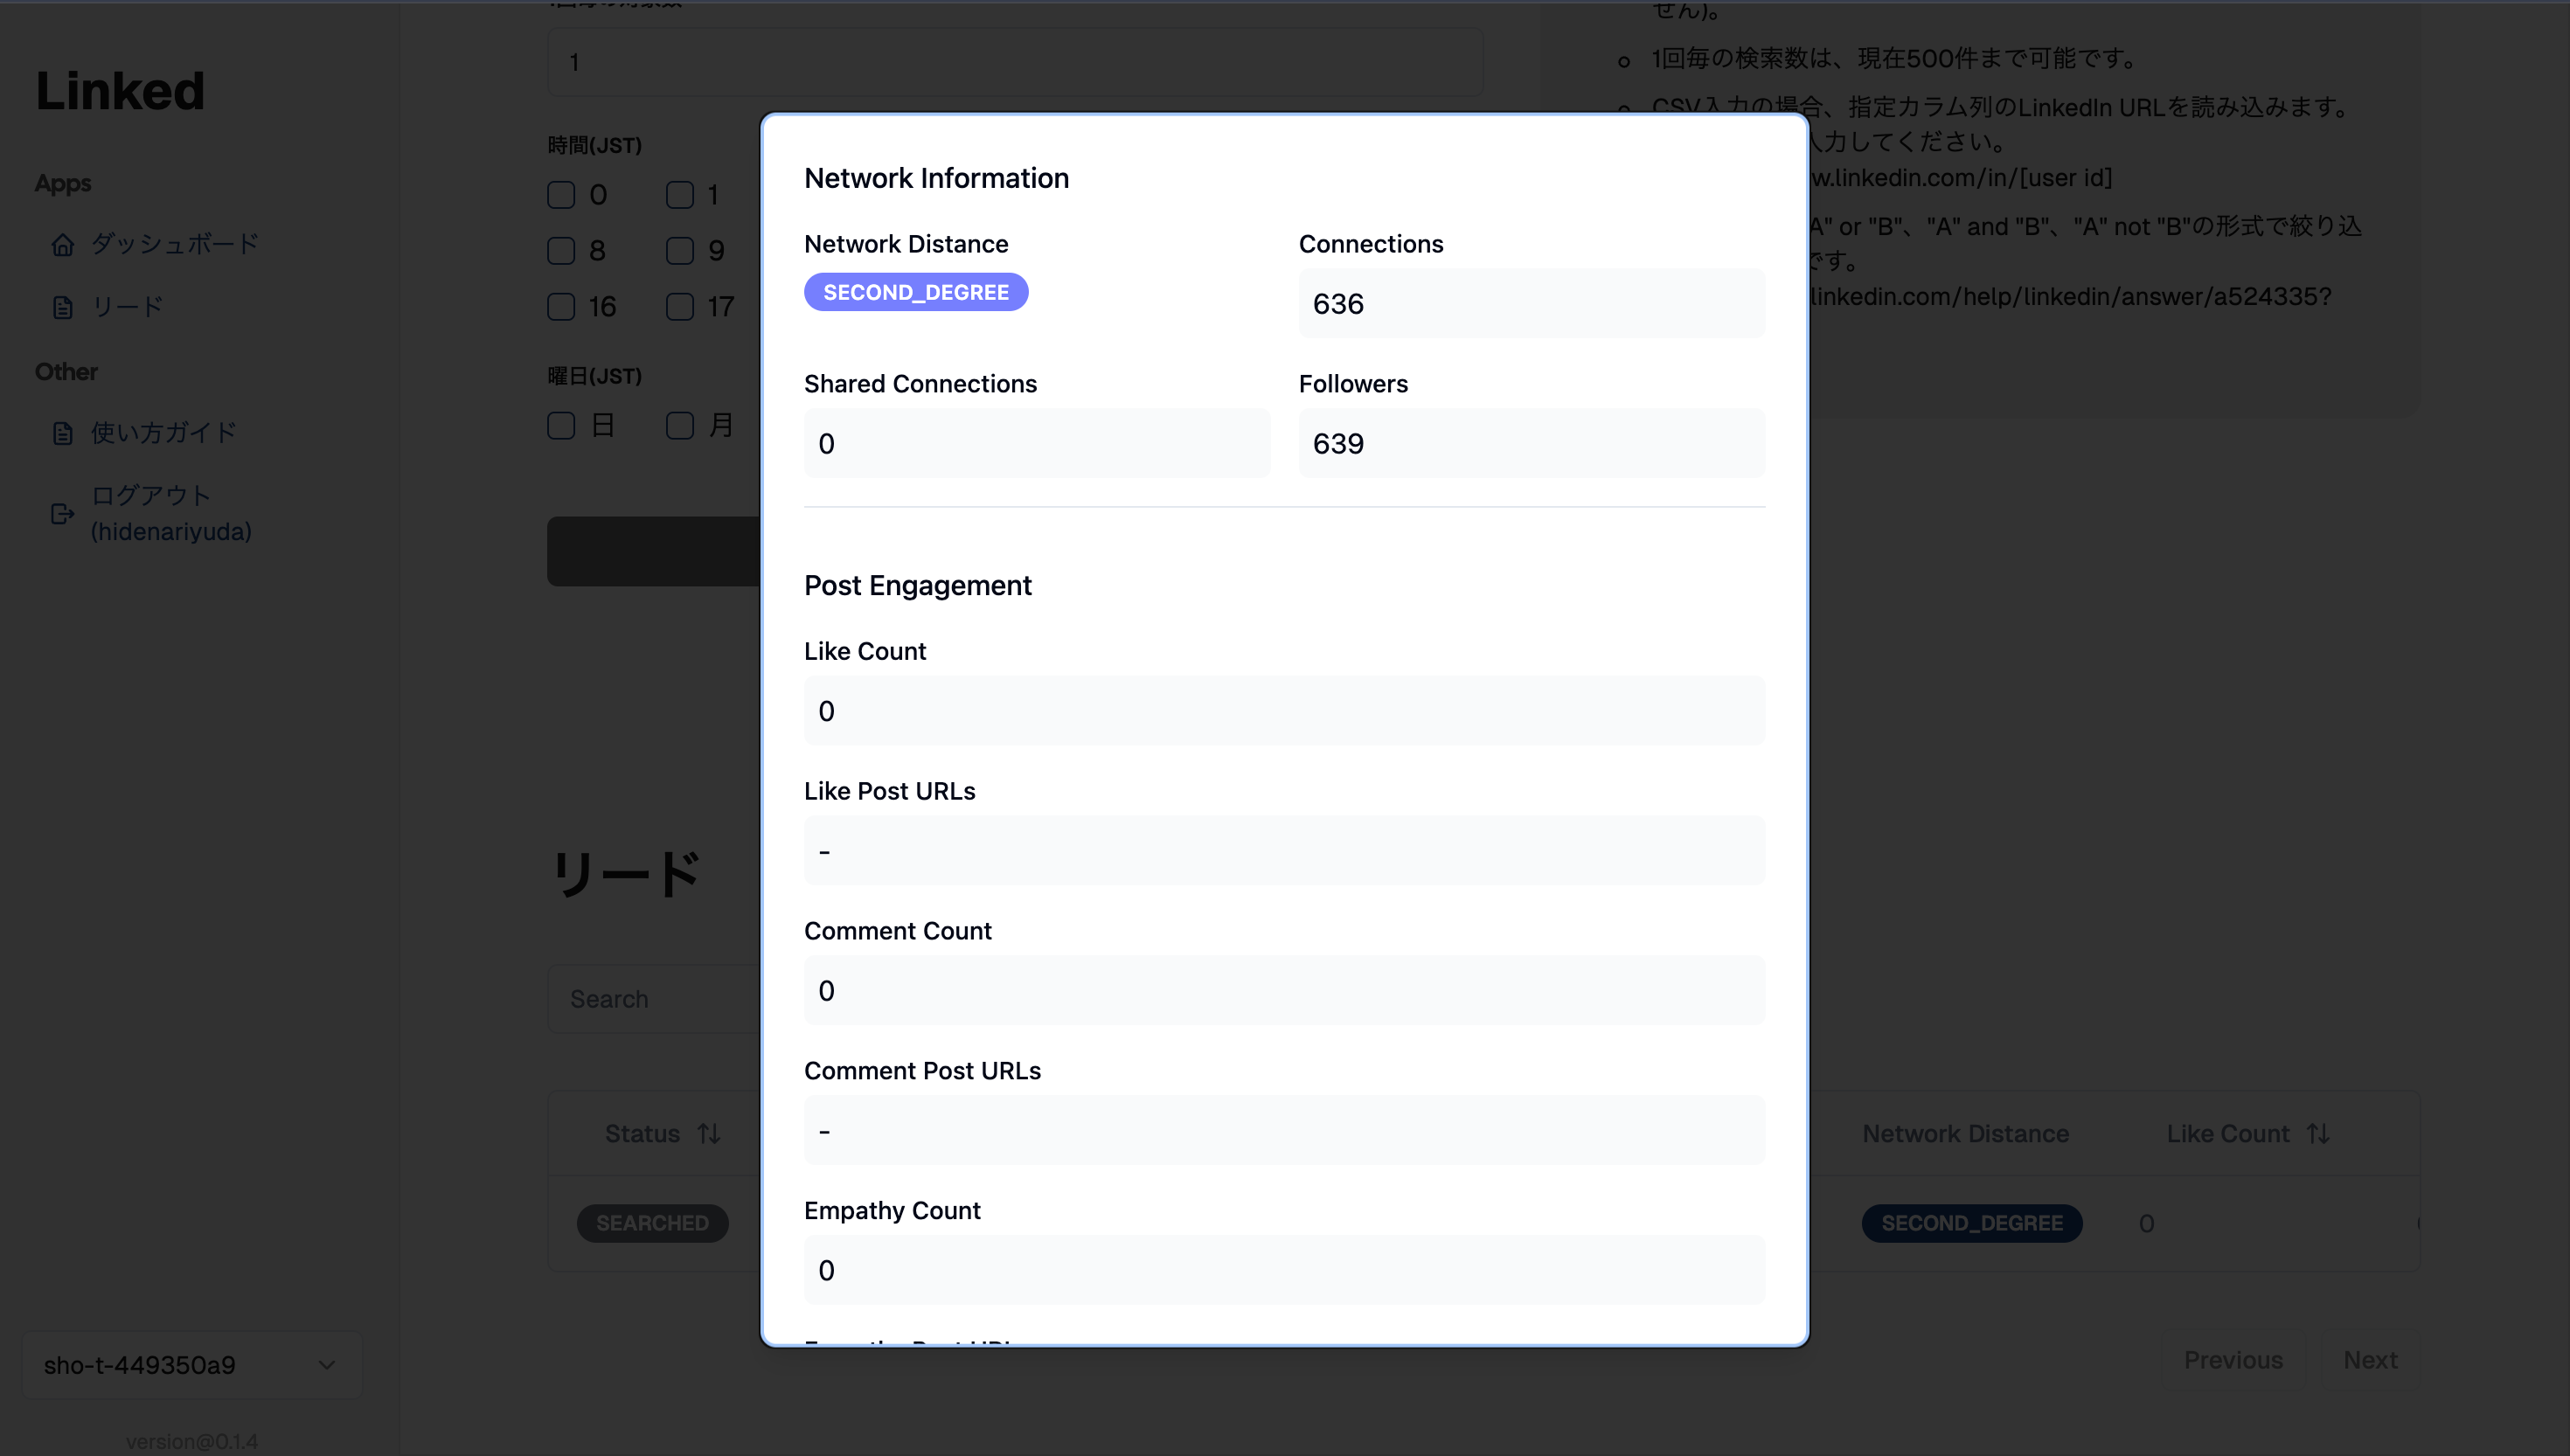 Linked
Apps
ダッシュボード
リード
Other
使い方ガイド
ログアウト
(hidenariyuda)
sho-t-449350a9
version@0.1.4
1
時間(JST)
0 1
8 9
16 17
曜日(JST)
日 月
せん)。
1回毎の検索数は、現在500件まで可能です。
CSV入力の場合、指定カラム列のLinkedIn URLを読み込みます。
入力してください。
w.linkedin.com/in/[user id]
A" or "B"、"A" and "B"、"A" not "B"の形式で絞り込
です。
linkedin.com/help/linkedin/answer/a524335?
Network Information
Network Distance
SECOND_DEGREE
Connections
636
Shared Connections
0
Followers
639
Post Engagement
Like Count
0
Like Post URLs
-
Comment Count
0
Comment Post URLs
-
Empathy Count
0
リード
Search
Status Network Distance Like Count
SEARCHED SECOND_DEGREE 0
Previous Next